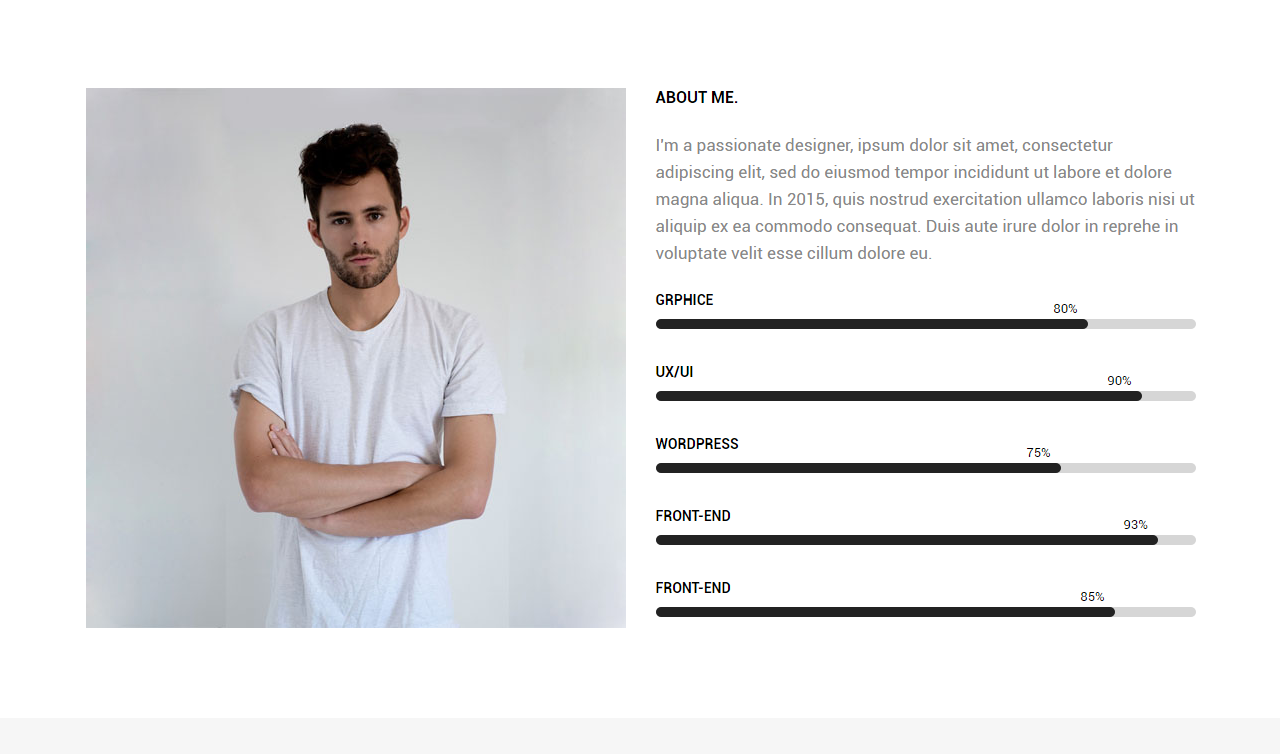 ABOUT ME.
I'm a passionate designer, ipsum dolor sit amet, consectetur
adipiscing elit, sed do eiusmod tempor incididunt ut labore et dolore
magna aliqua. In 2015, quis nostrud exercitation ullamco laboris nisi ut
aliquip ex ea commodo consequat. Duis aute irure dolor in reprehe in
voluptate velit esse cillum dolore eu.
GRPHICE
80%
UX/UI
90%
WORDPRESS
75%
FRONT-END
93%
FRONT-END
85%